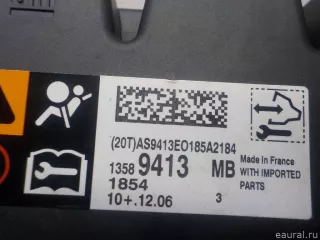 (20T)AS9413EO185A2184
1358 9413 MB
Made in France
WITH IMPORTED
PARTS
1854
10+.12.06 3
eaural.ru